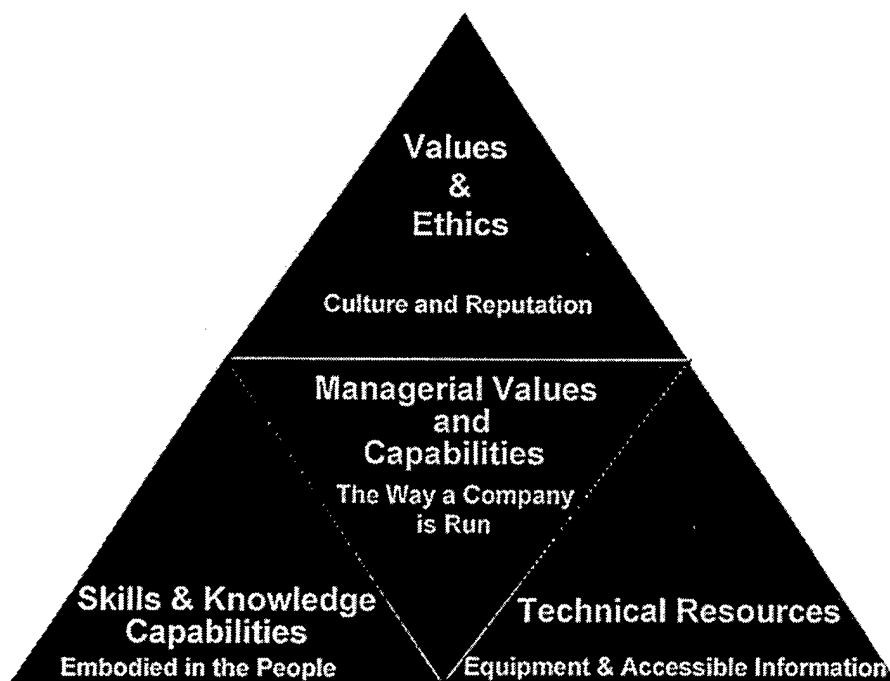 Values
&
Ethics
Culture and Reputation
Managerial Values
and
Capabilities
The Way a Company
is Run
Skills & Knowledge
Capabilities
Embodied in the People
Technical Resources
Equipment & Accessible Information